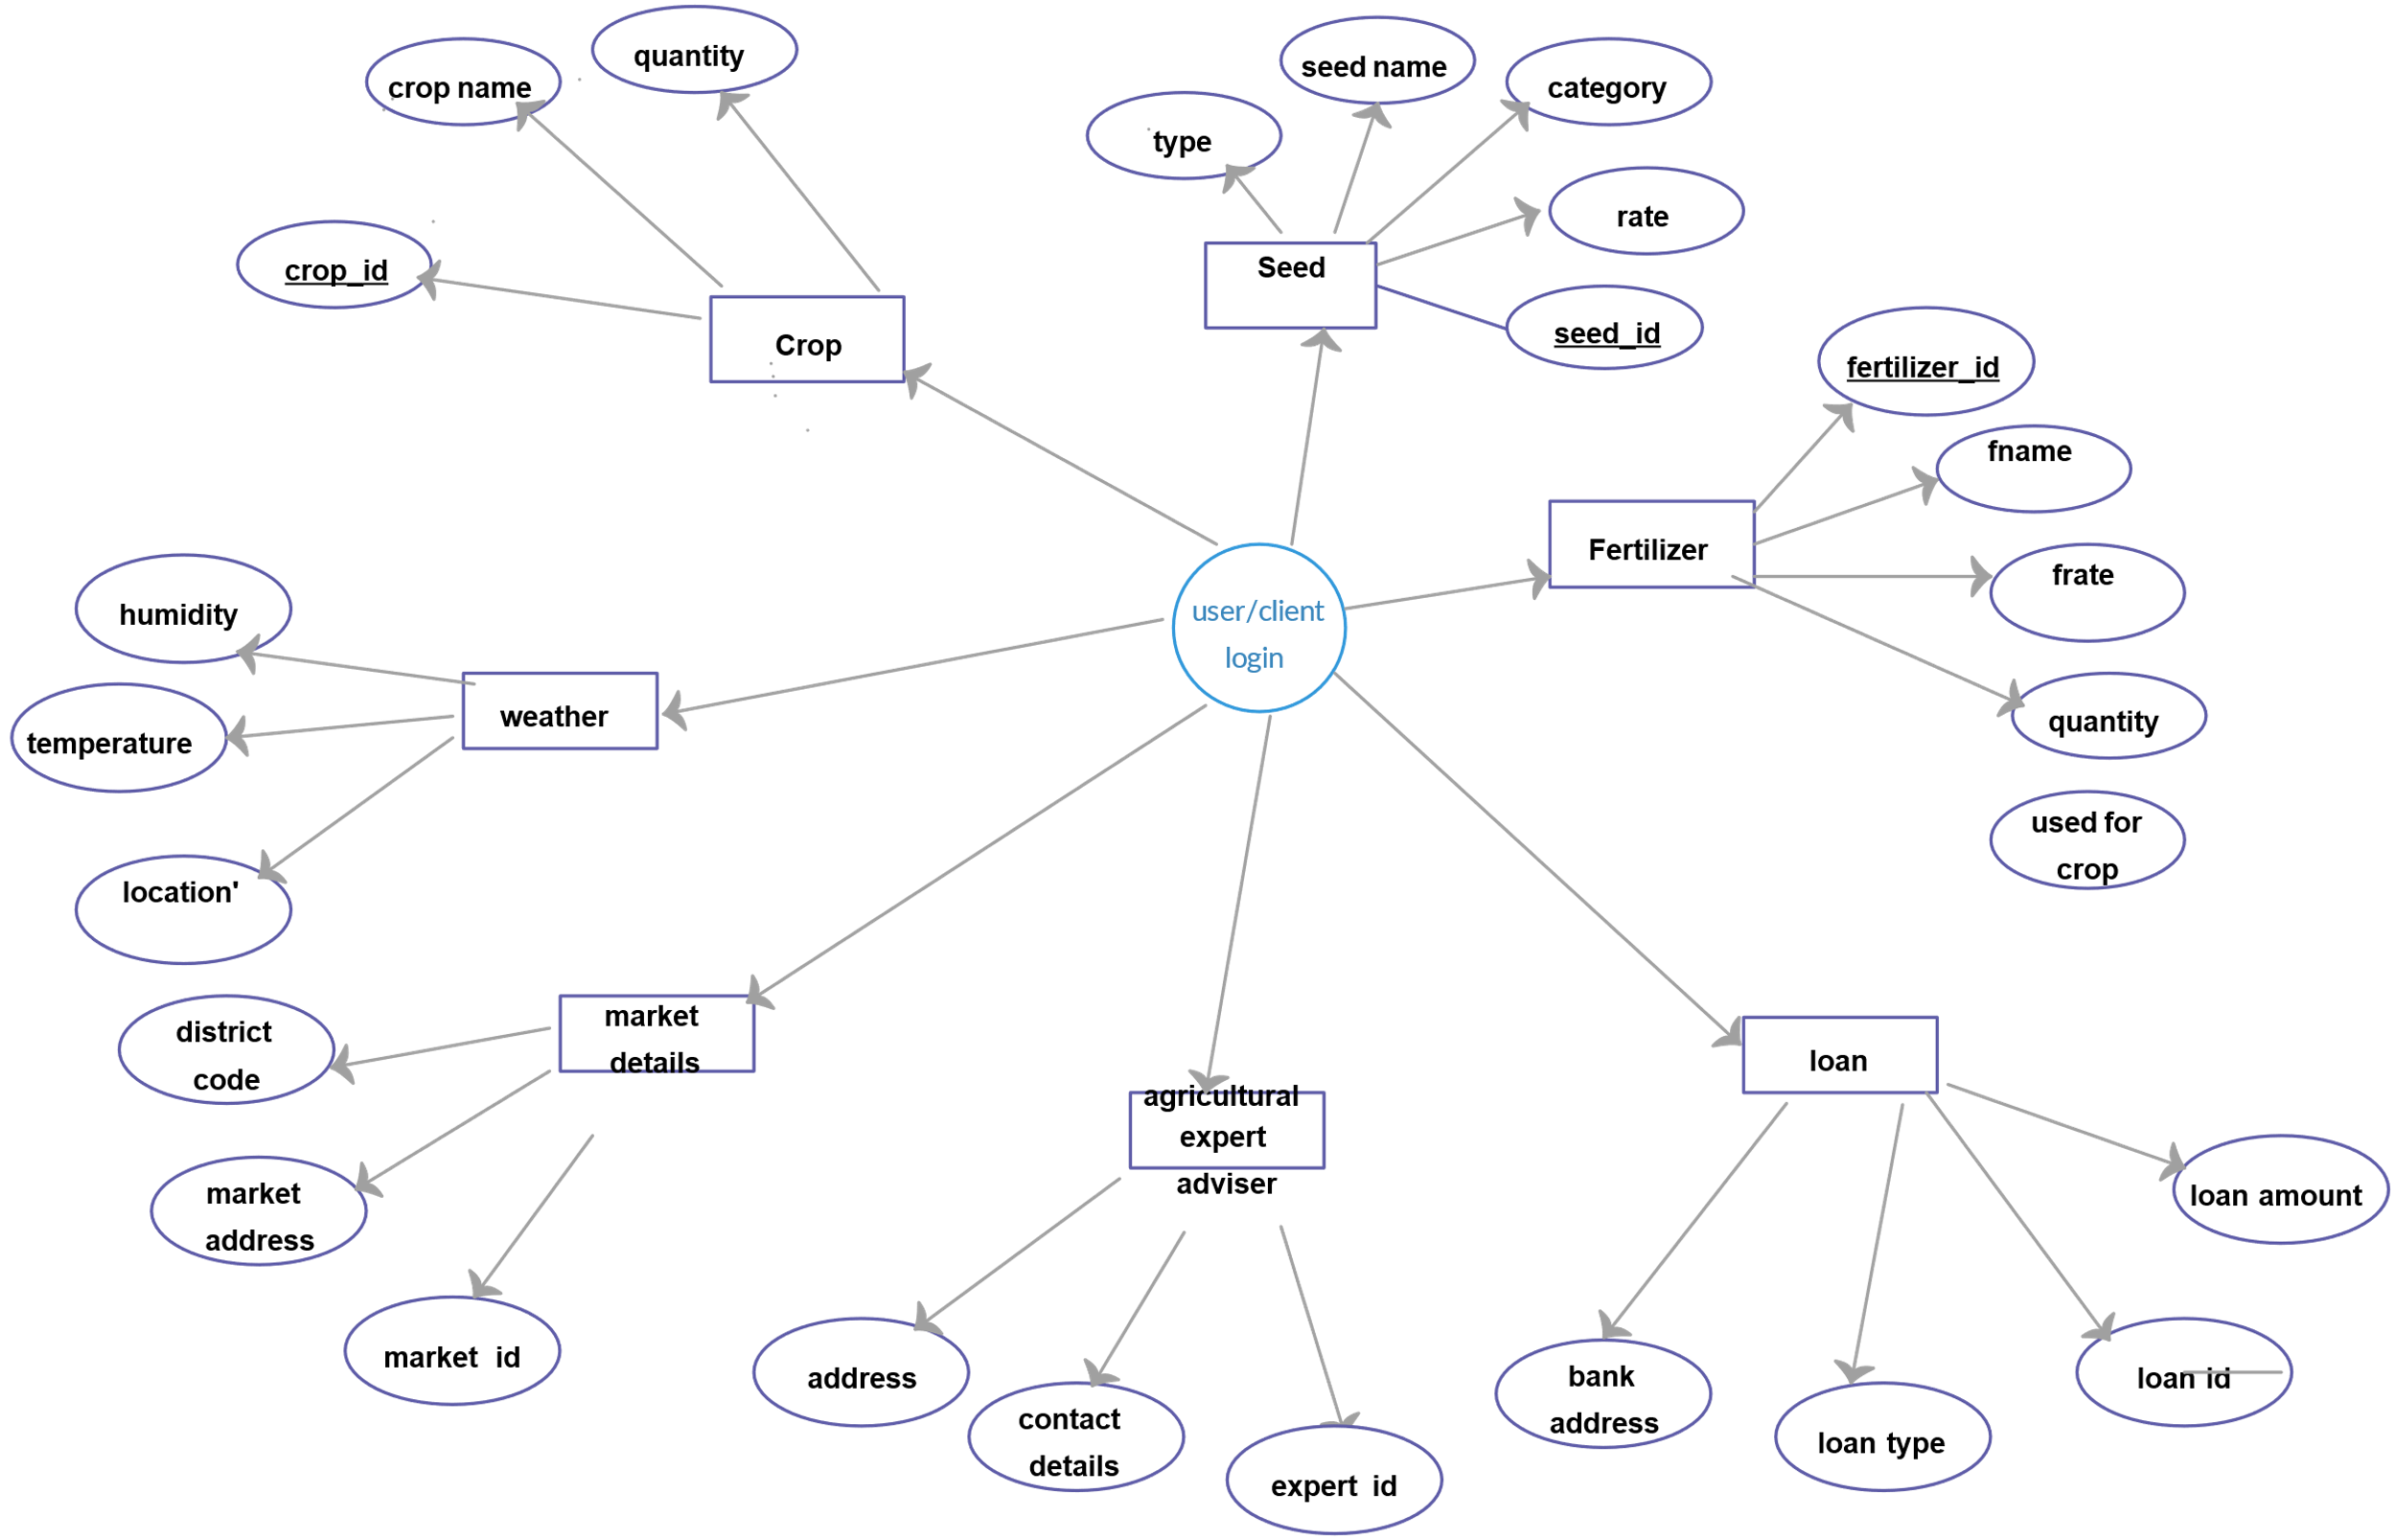 quantity
crop name
seed name
category
type
rate
crop_id
Seed
seed_id
Crop
fertilizer_id
fname
Fertilizer
frate
humidity
user/client
login
weather
temperature
quantity
used for
crop
location'
district
code
market
details
loan
agricultural
expert
adviser
market
address
loan amount
market id
address
contact
details
expert id
bank
address
loan type
loan id